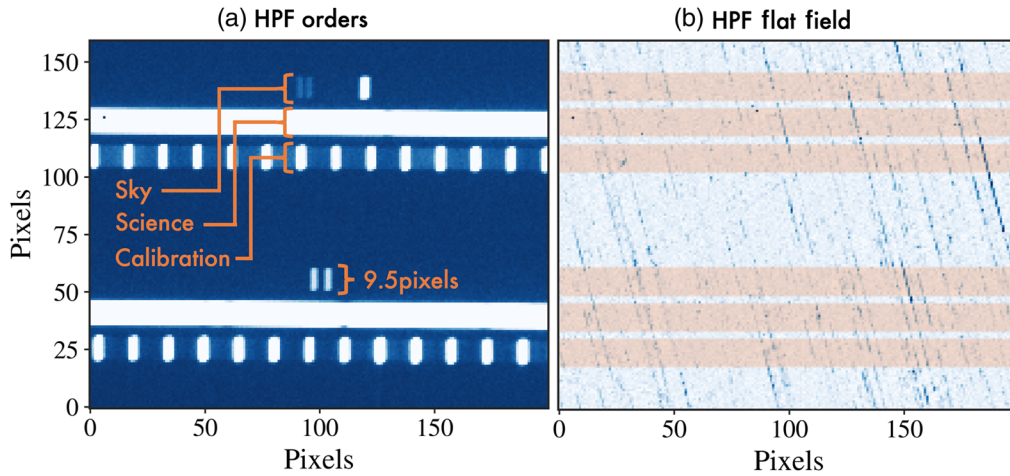 (a) HPF orders
(b) HPF flat field
Pixels
150
125
100
75
50
25
0
Sky
Science
Calibration
9.5pixels
0
50
100
150
Pixels
0
50
100
150
Pixels